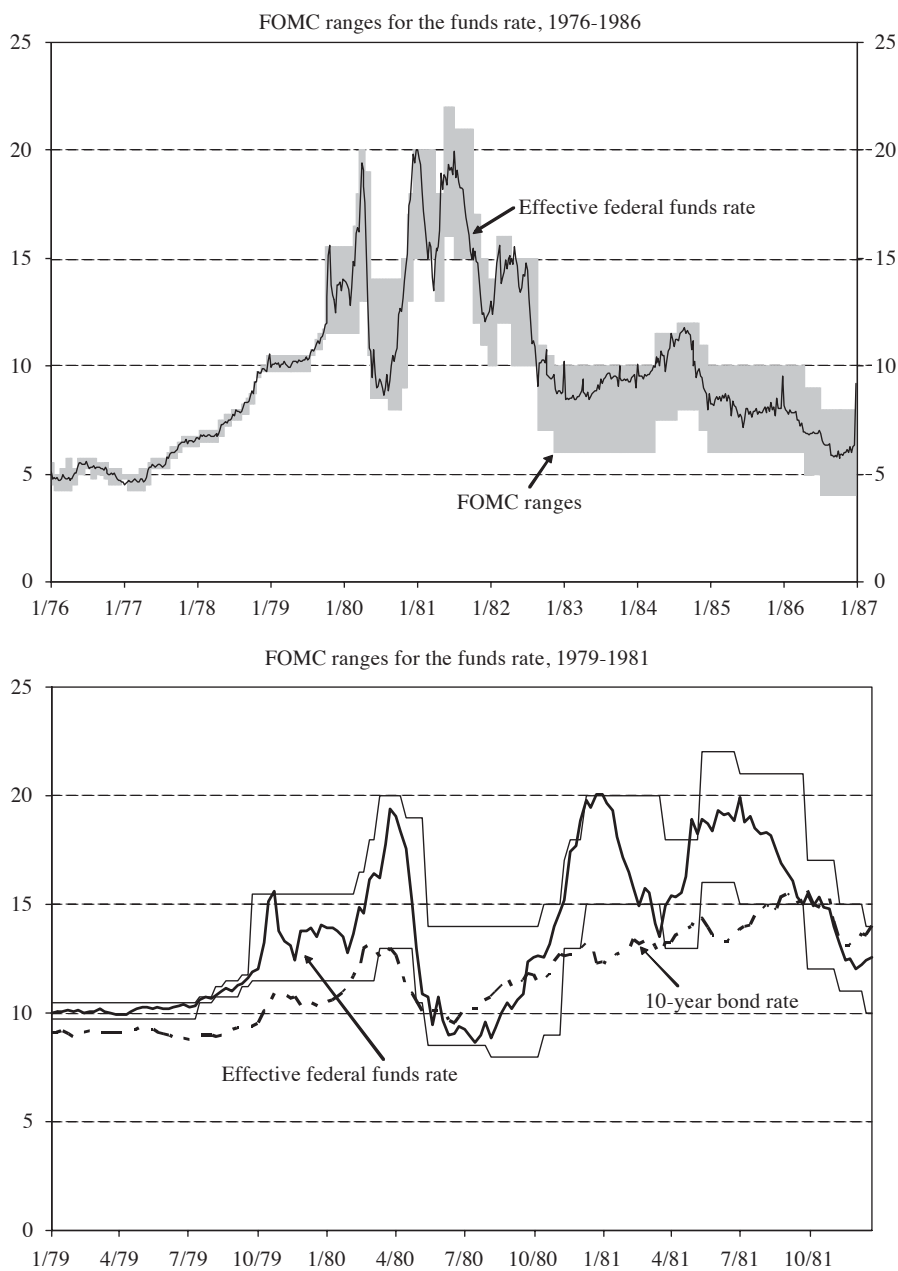 FOMC ranges for the funds rate, 1976-1986
25 25
20 20
Effective federal funds rate
15 15
10 10
5 5
FOMC ranges
0 0
1/76 1/77 1/78 1/79 1/80 1/81 1/82 1/83 1/84 1/85 1/86 1/87
FOMC ranges for the funds rate, 1979-1981
25
20
15
10-year bond rate
10
Effective federal funds rate
5
0
1/79 4/79 7/79 10/79 1/80 4/80 7/80 10/80 1/81 4/81 7/81 10/81